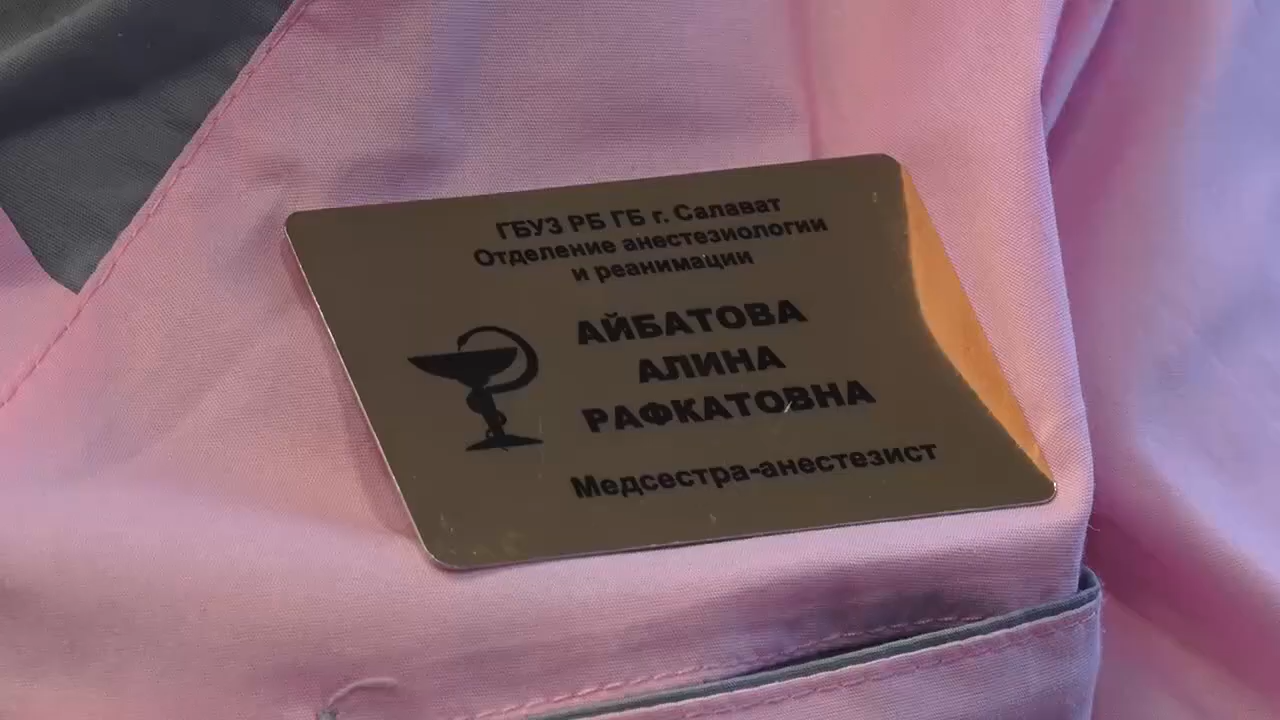 ГБУЗ РБ ГБ г. Салават
Отделение анестезиологии
и реанимации
АЙБАТОВА
АЛИНА
РАФКАТОВНА
Медсестра-анестезист